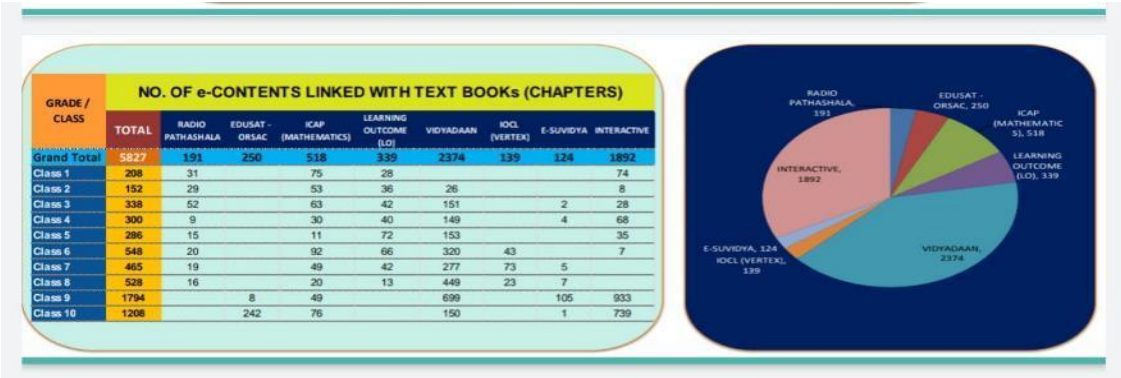 GRADE / CLASS
NO. OF e-CONTENTS LINKED WITH TEXT BOOKs (CHAPTERS)
TOTAL RADIO PATHASHALA EDUSAT - ORSAC ICAP (MATHEMATICS) LEARNING OUTCOME (LO) VIDYADAAN IOCL (VERTEX) E-SUVIDYA INTERACTIVE
Grand Total 5827 191 250 518 339 2374 139 124 1892
Class 1 208 31 75 28 74
Class 2 152 29 53 36 26 8
Class 3 338 52 63 42 151 2 28
Class 4 300 9 30 40 149 4 68
Class 5 286 15 11 72 153 35
Class 6 548 20 92 66 320 43 7
Class 7 465 19 49 42 277 73 5
Class 8 528 16 20 13 449 23 7
Class 9 1794 8 49 699 105 933
Class 10 1208 242 76 150 1 739
RADIO
PATHASHALA,
191
EDUSAT -
ORSAC, 250
ICAP
(MATHEMATIC
S), 518
LEARNING
OUTCOME
(LO), 339
VIDYADAAN,
2374
IOCL (VERTEX),
139
E-SUVIDYA, 124
INTERACTIVE,
1892